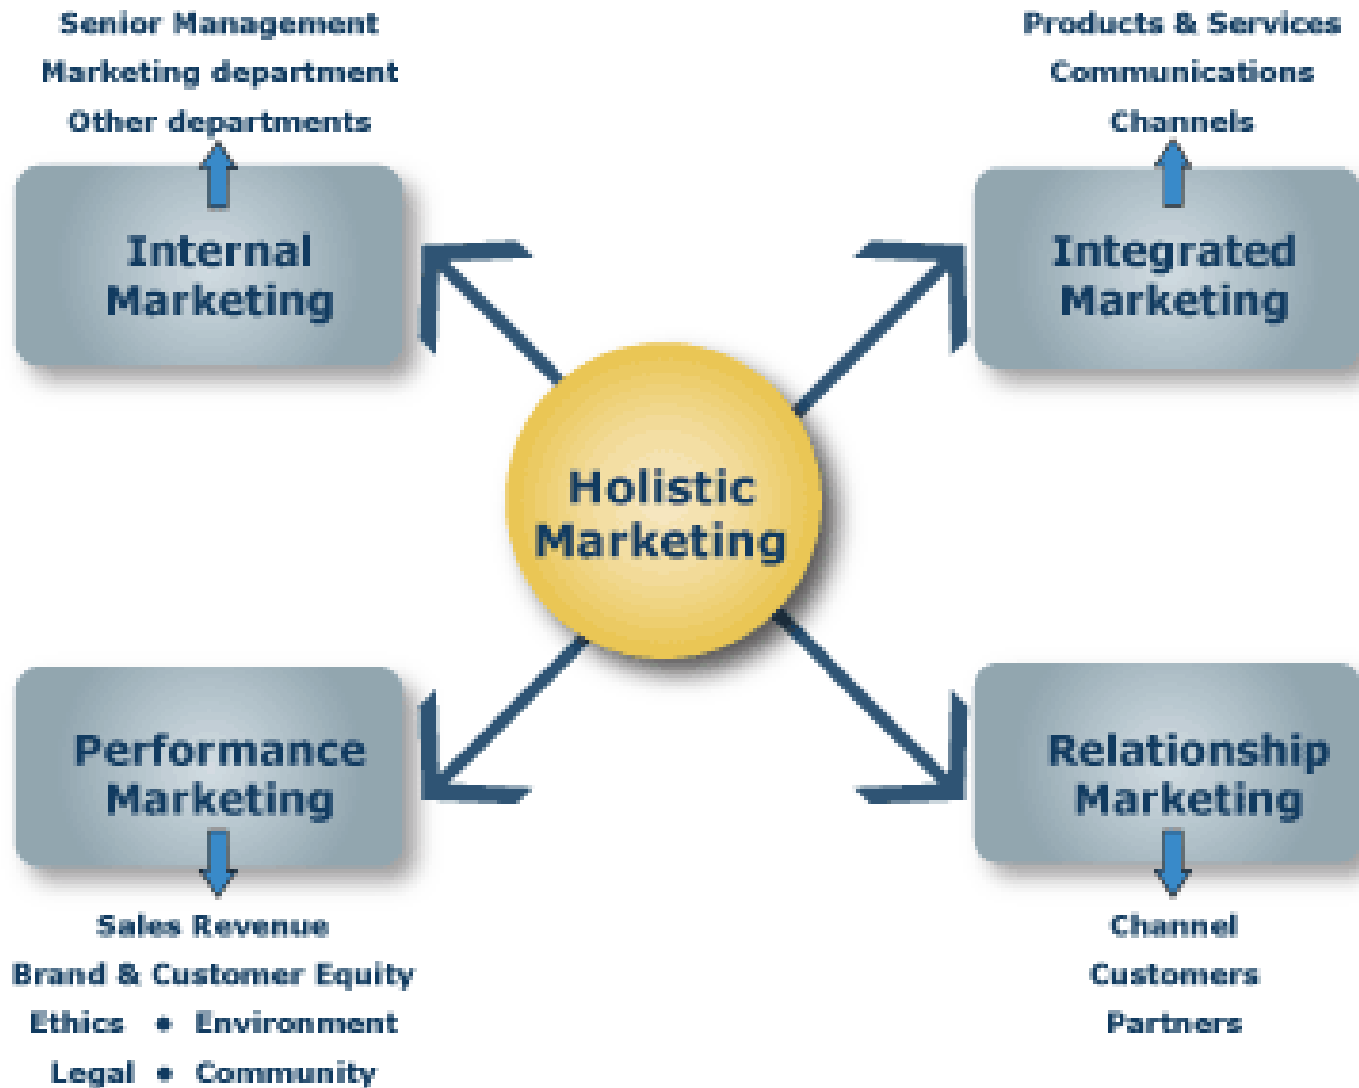 Senior Management
Marketing department
Other departments
Internal
Marketing
Products & Services
Communications
Channels
Integrated
Marketing
Holistic
Marketing
Performance
Marketing
Sales Revenue
Brand & Customer Equity
Ethics • Environment
Legal • Community
Relationship
Marketing
Channel
Customers
Partners